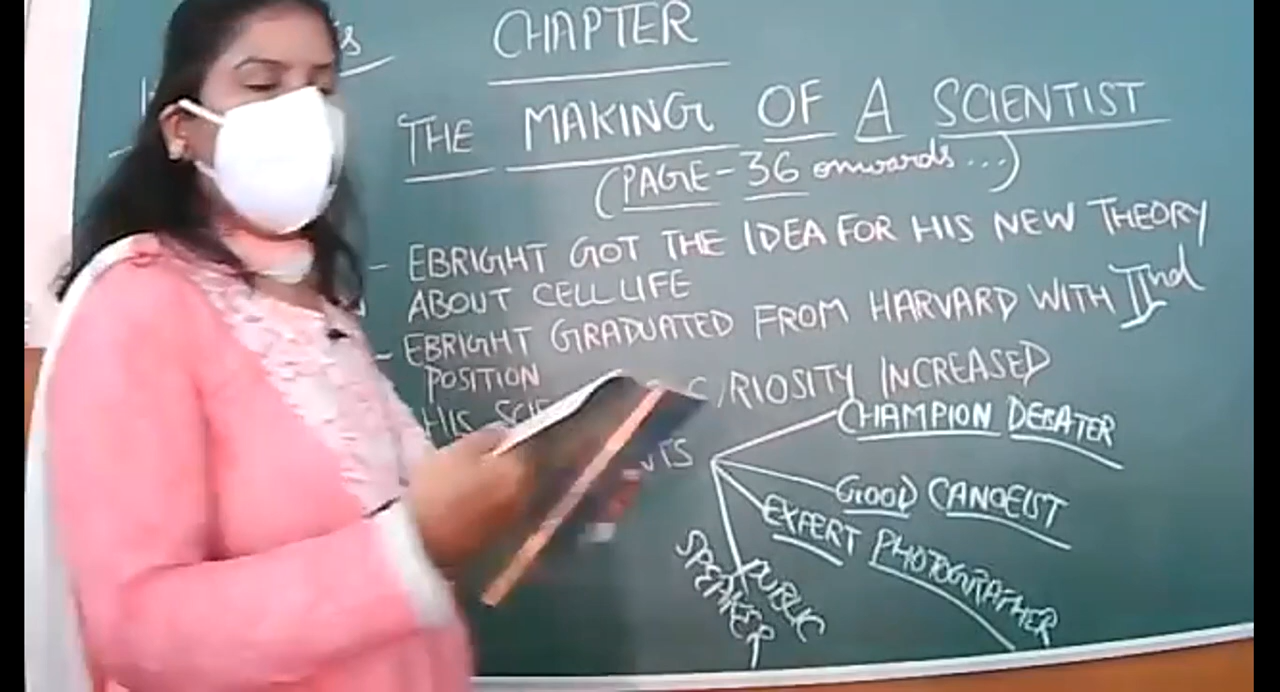 CHAPTER
THE MAKING OF A SCIENTIST
(PAGE - 36 onwards...)
- EBRIGHT GOT THE IDEA FOR HIS NEW THEORY
ABOUT CELL LIFE
- EBRIGHT GRADUATED FROM HARVARD WITH IInd
POSITION
HIS INCREASED
CHAMPION DEBATER
GOOD CANOEIST
EXPERT PHOTOGRAPHER
PUBLIC
SPEAKER